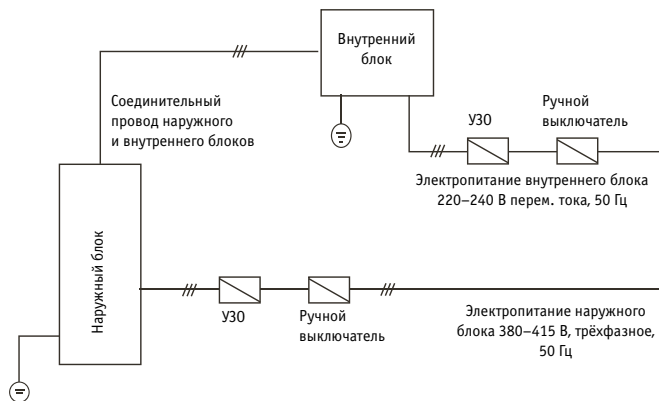 Внутренний
блок
Соединительный
провод наружного
и внутреннего блоков
УЗО
Ручной
выключатель
Электропитание внутреннего блока
220–240 В перем. тока, 50 Гц
Наружный блок
УЗО
Ручной
выключатель
Электропитание наружного
блока 380–415 В, трёхфазное,
50 Гц